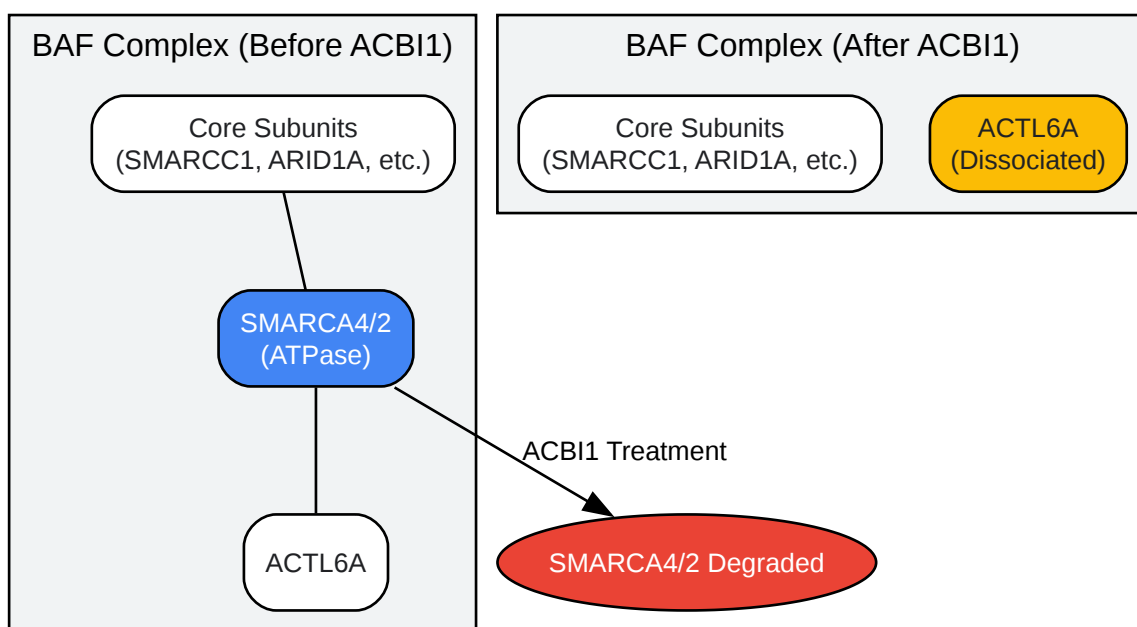 BAF Complex (Before ACBI1)
Core Subunits
(SMARCC1, ARID1A, etc.)
SMARCA4/2
(ATPase)
ACTL6A
ACBI1 Treatment
SMARCA4/2 Degraded
BAF Complex (After ACBI1)
Core Subunits
(SMARCC1, ARID1A, etc.)
ACTL6A
(Dissociated)